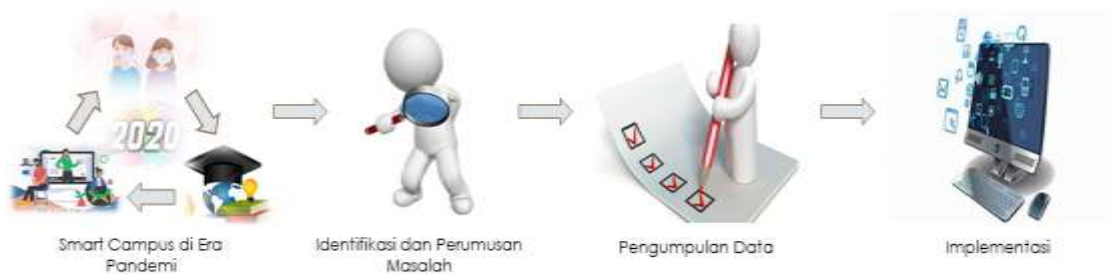 2020
Smart Campus di Era
Pandemi
Identifikasi dan Perumusan
Masalah
Pengumpulan Data
Implementasi